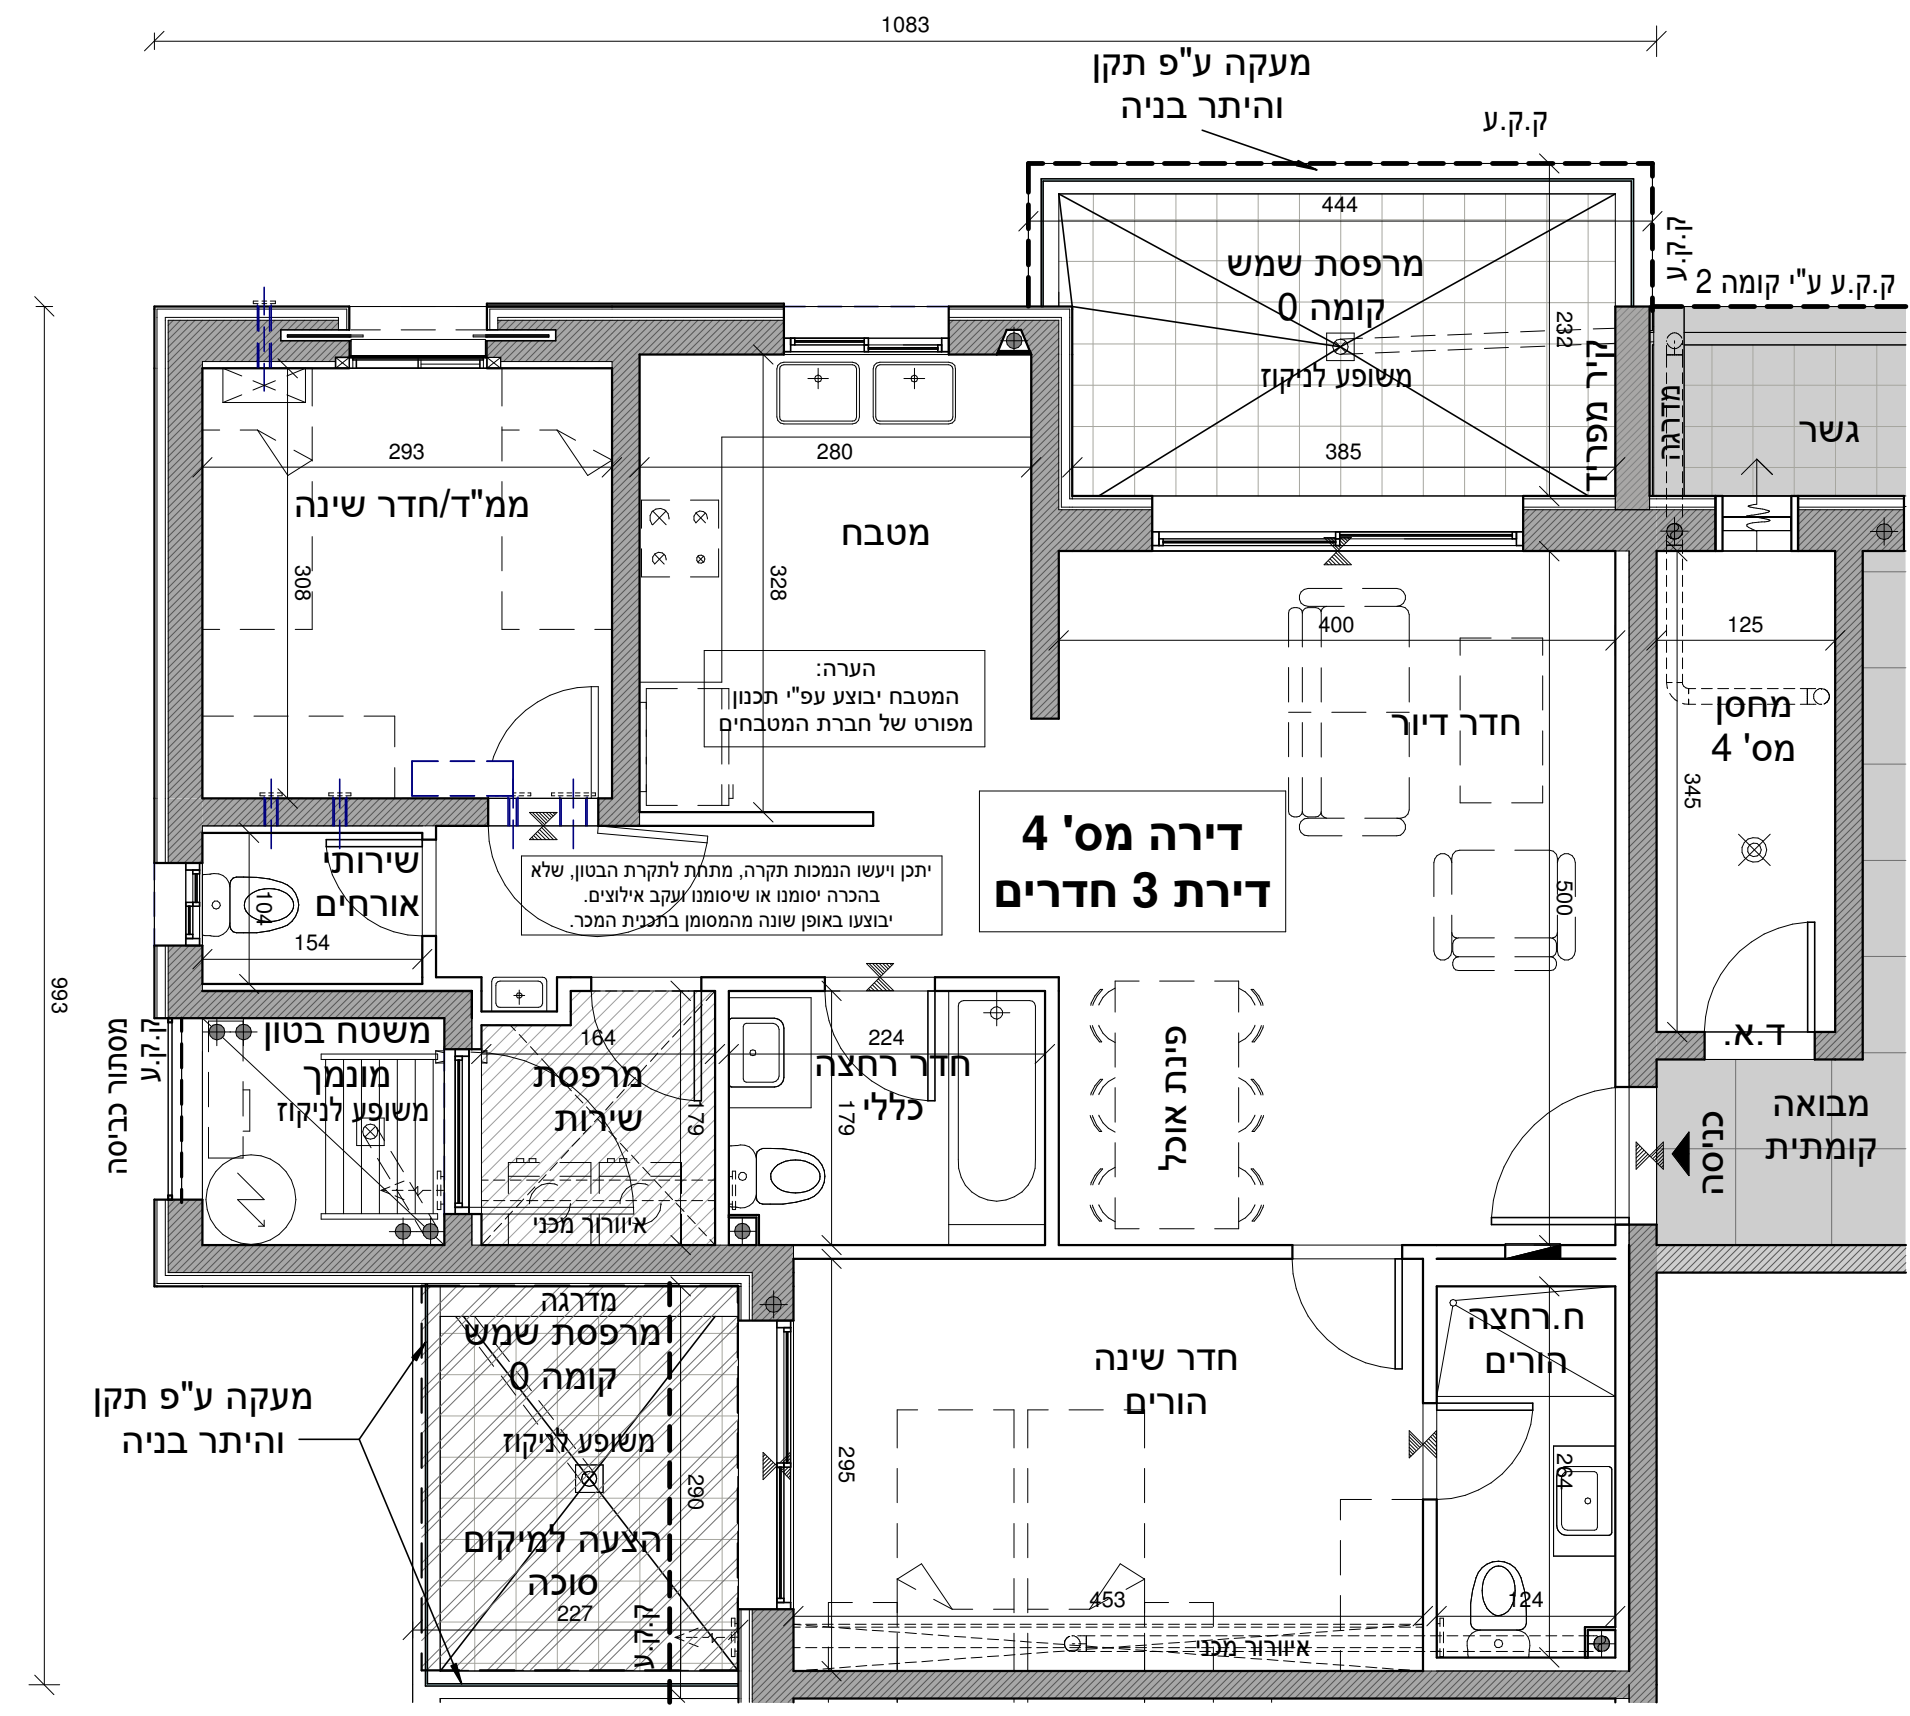 1083
מעקה ע"פ תקן
והיתר בניה
ק.ק.ע
444
ק.ק.ע
מרפסת שמש
קומה 0
משופע לניקוז
232
385
קיר מפריד
ק.ק.ע ע"י קומה 2
מדרגה
גשר
293
ממ"ד/חדר שינה
308
280
מטבח
328
הערה:
המטבח יבוצע עפ"י תכנון
מפורט של חברת המטבחים
400
חדר דיור
500
125
מחסן
מס' 4
345
ד.א.
דירה מס' 4
דירת 3 חדרים
יתכן ויעשו הנמכות תקרה, מתחת לתקרת הבטון, שלא
בהכרה יסומנו או שיסומנו ועקב אילוצים.
יבוצעו באופן שונה מהמסומן בתכנית המכר.
שירותי
אורחים
104
154
993
מסתור כביסה
ק.ק.ע
משטח בטון
מונמך
משופע לניקוז
164
מרפסת
שירות
179
איוורור מכני
224
חדר רחצה
כללי
179
פינת אוכל
כניסה
מבואה
קומתית
מדרגה
מרפסת שמש
קומה 0
משופע לניקוז
290
הצעה למיקום
סוכה
227
ק.ק.ע
מעקה ע"פ תקן
והיתר בניה
חדר שינה
הורים
295
453
איוורור מכני
ח.רחצה
הורים
264
124